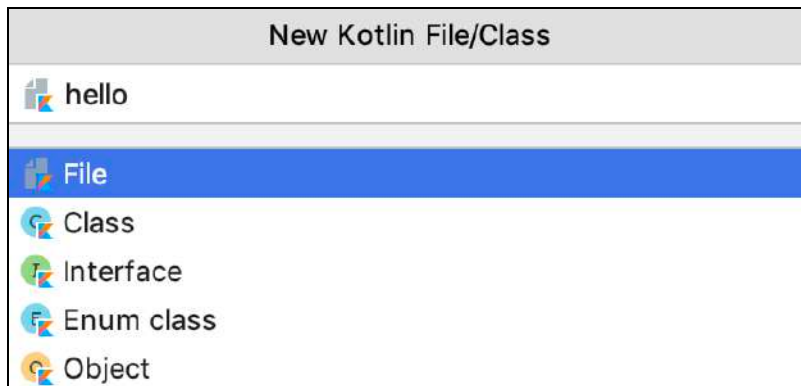 New Kotlin File/Class
hello
File
Class
Interface
Enum class
Object